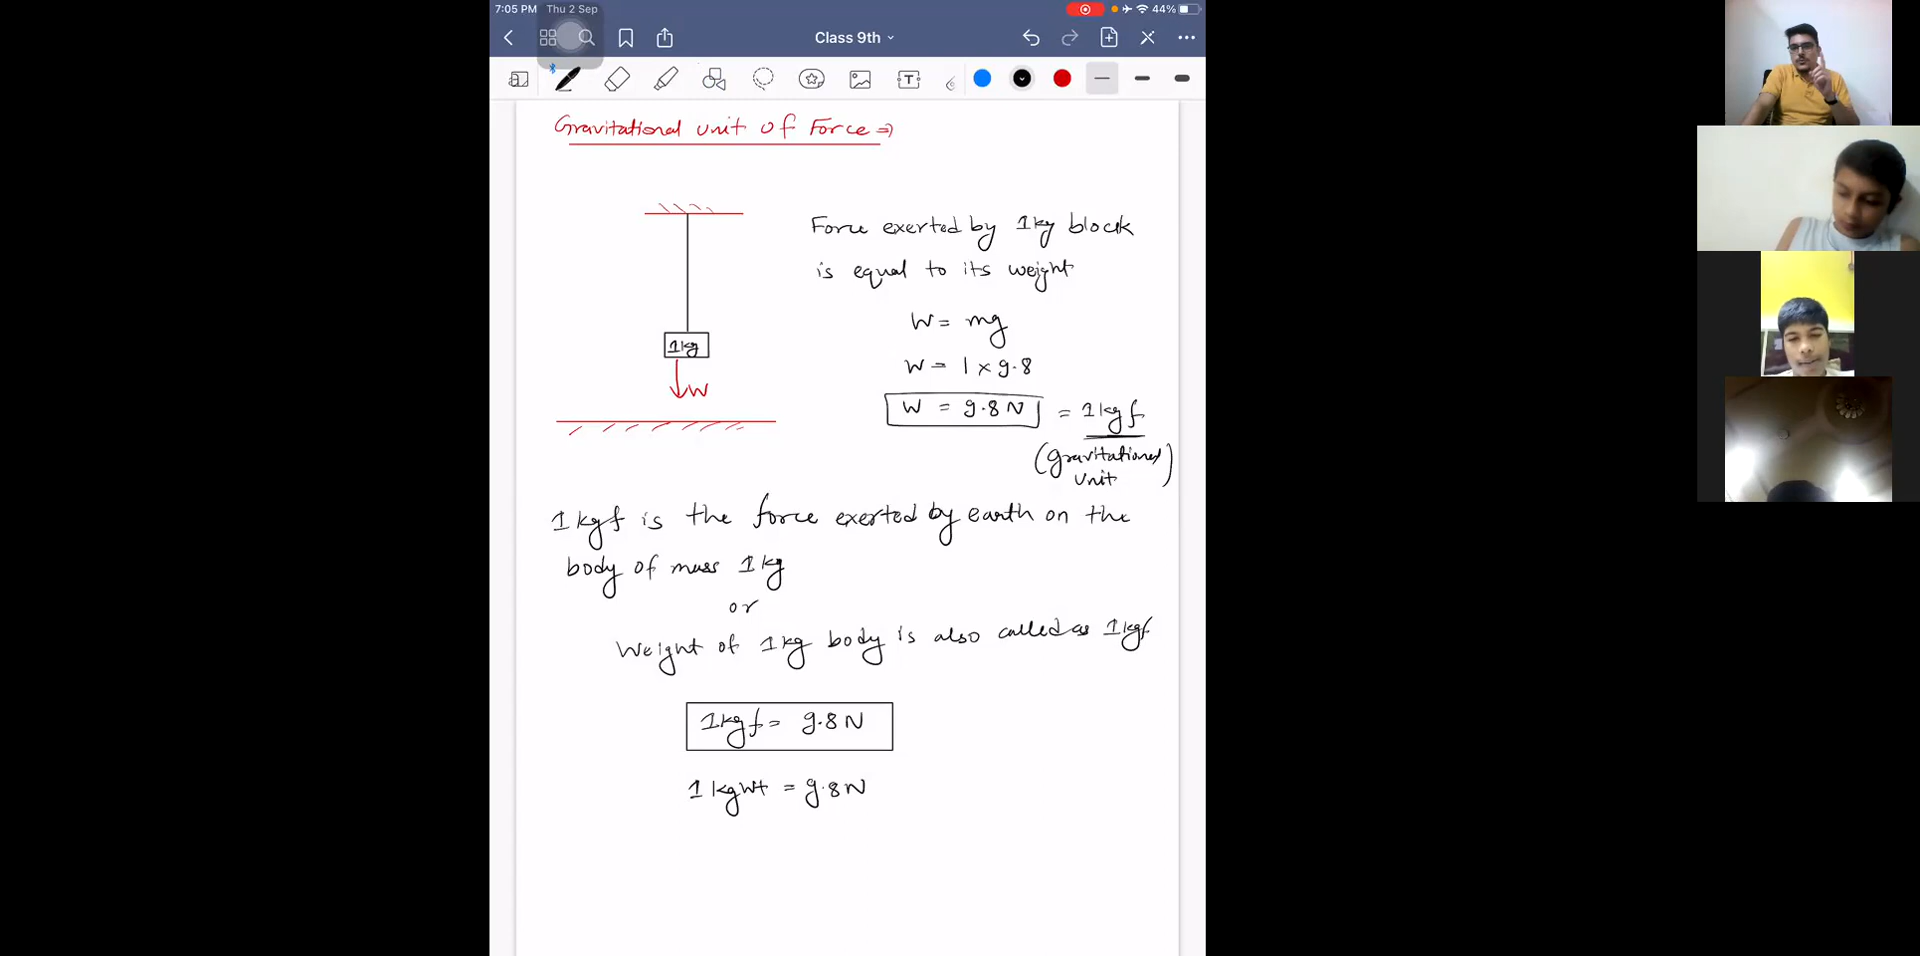 7:05 PM Thu 2 Sep
44%
Class 9th
Gravitational unit of Force ⇒
Force exerted by 1kg block
is equal to its weight
1kg
W
W = mg
W = 1 × 9.8
W = 9.8 N = 1kgf
(gravitational
unit)
1 kgf is the force exerted by earth on the
body of mass 1kg
or
Weight of 1kg body is also called as 1kgf
1kgf = 9.8 N
1 kgwt = 9.8 N